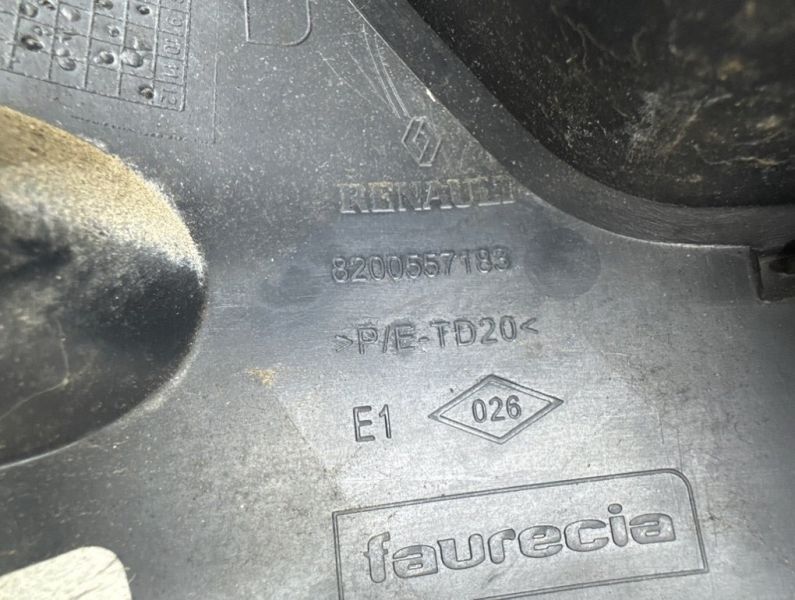 RENAULT
8200557183
>P/E-TD20<
E1
026
faurecia